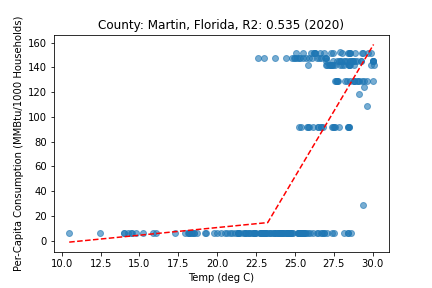 County: Martin, Florida, R2: 0.535 (2020)
Per-Capita Consumption (MMBtu/1000 Households)
160
140
120
100
80
60
40
20
0
10.0 12.5 15.0 17.5 20.0 22.5 25.0 27.5 30.0
Temp (deg C)